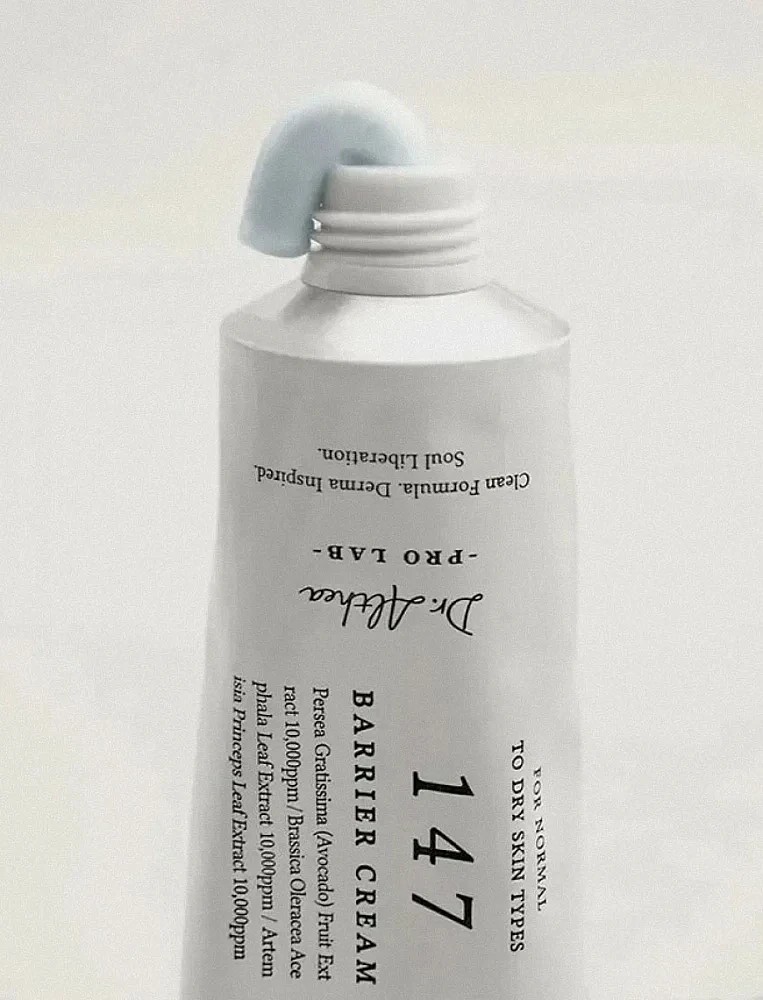 Dr. Althea
-PRO LAB-
Clean Formula. Derma Inspired.
Soul Liberation.
FOR NORMAL
TO DRY SKIN TYPES
147
BARRIER CREAM
Persea Gratissima (Avocado) Fruit Ext
ract 10,000ppm / Brassica Oleracea Ace
phala Leaf Extract 10,000ppm / Artem
isia Princeps Leaf Extract 10,000ppm